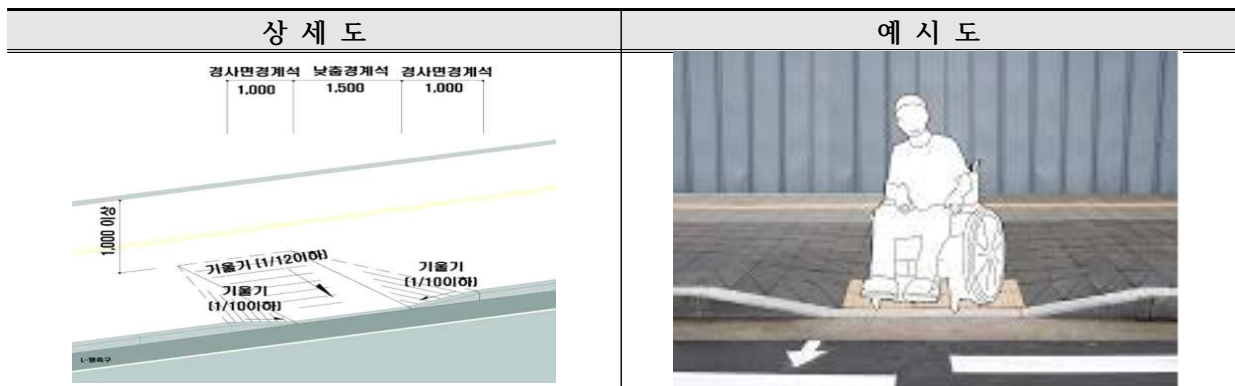 상 세 도
예 시 도
경사면경계석 낮춤경계석 경사면경계석
1,000 1,500 1,000
1,000 이상
기울기 (1/12이하)
기울기
(1/10이하)
기울기
(1/10이하)
L-형측구